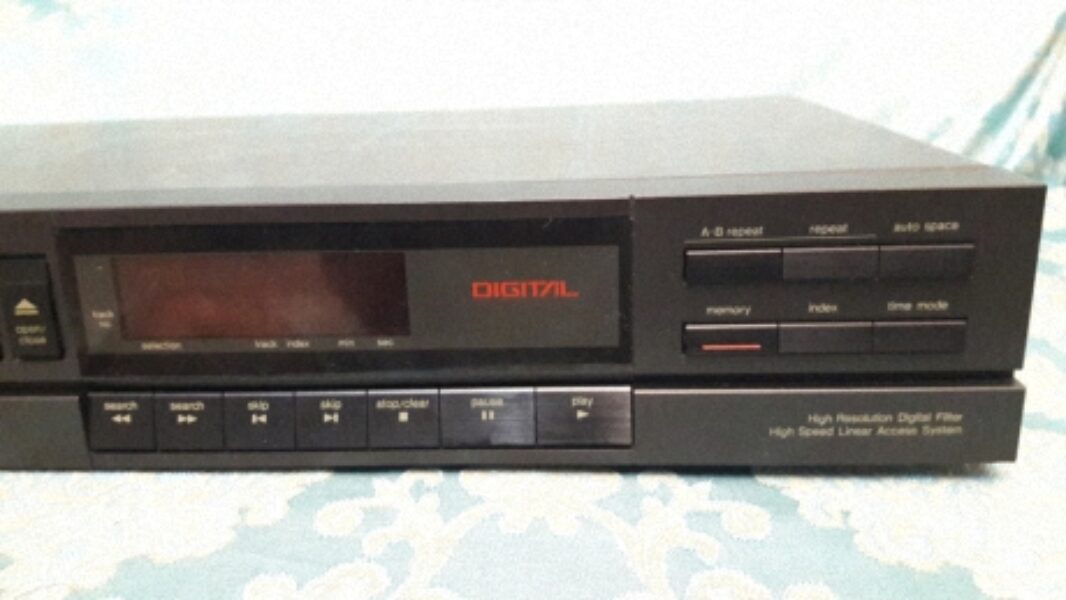 A-B repeat repeat auto space
DIGITAL
open/
close
track
no.
memory index time mode
selection track index min sec
search search skip skip stop/clear pause play
High Resolution Digital Filter
High Speed Linear Access System